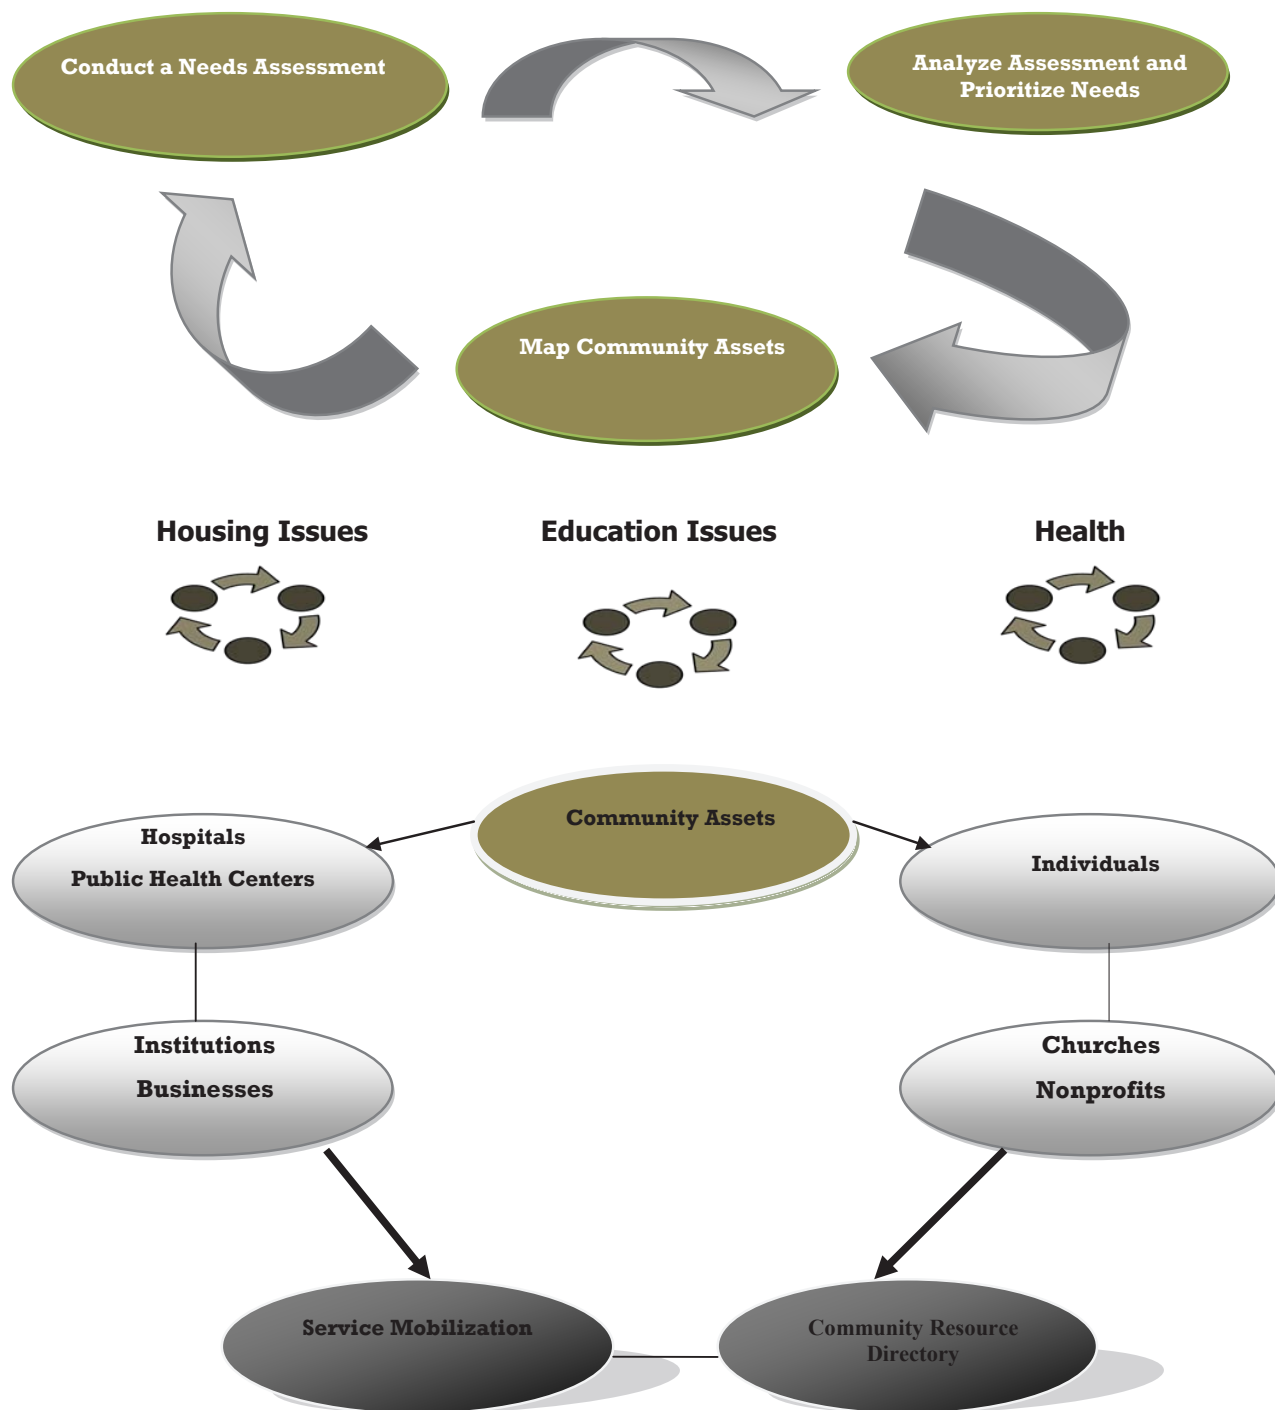 Conduct a Needs Assessment
Analyze Assessment and
Prioritize Needs
Map Community Assets
Housing Issues
Education Issues
Health
Community Assets
Hospitals
Public Health Centers
Individuals
Institutions
Businesses
Churches
Nonprofits
Service Mobilization
Community Resource
Directory